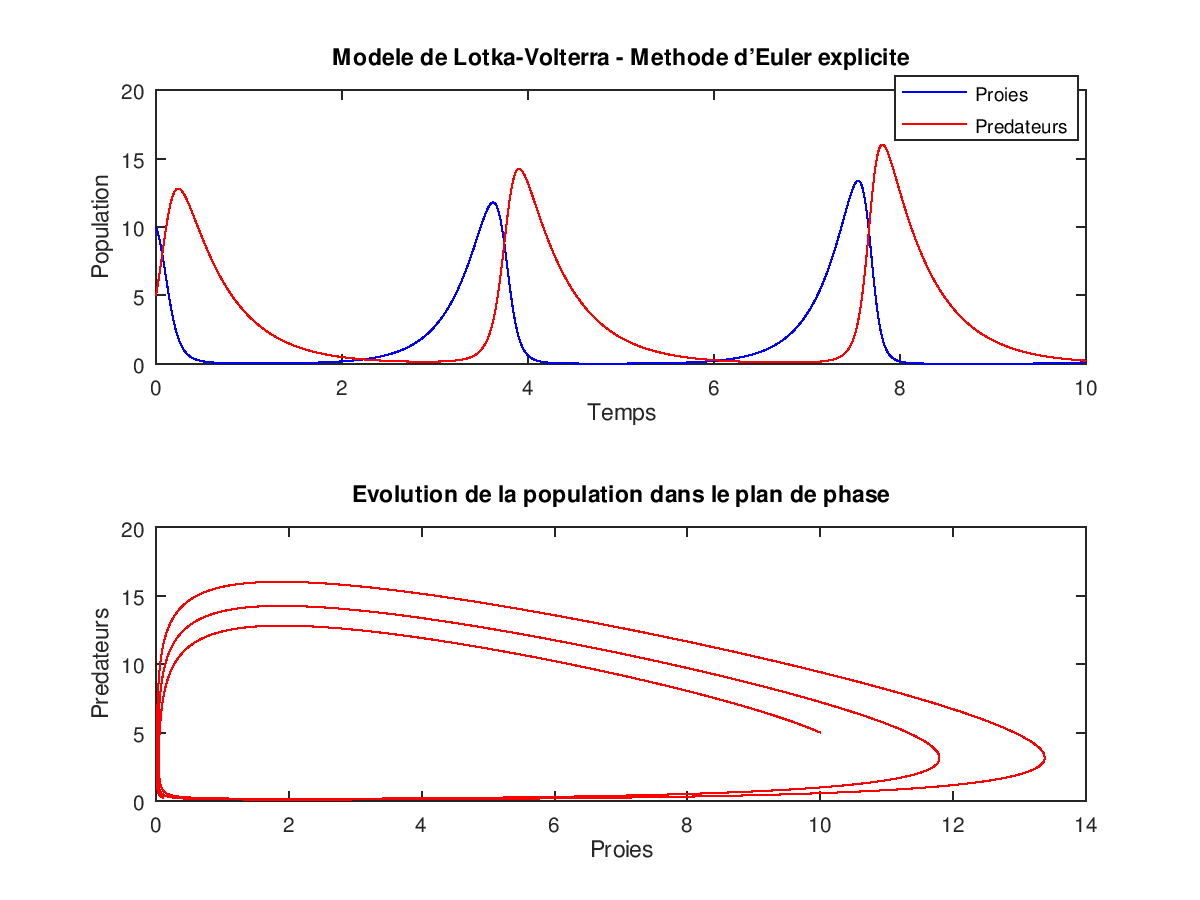 Modele de Lotka-Volterra - Methode d'Euler explicite
20
15
10
5
0
Population
Proies
Predateurs
0 2 4 6 8 10
Temps
Evolution de la population dans le plan de phase
20
15
10
5
0
Predateurs
0 2 4 6 8 10 12 14
Proies